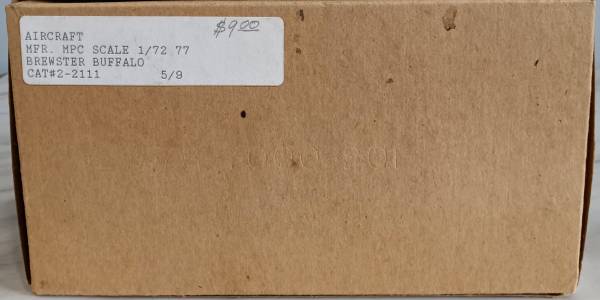 $9.00
AIRCRAFT
MFR. MPC SCALE 1/72 77
BREWSTER BUFFALO
CAT#2-2111 5/9